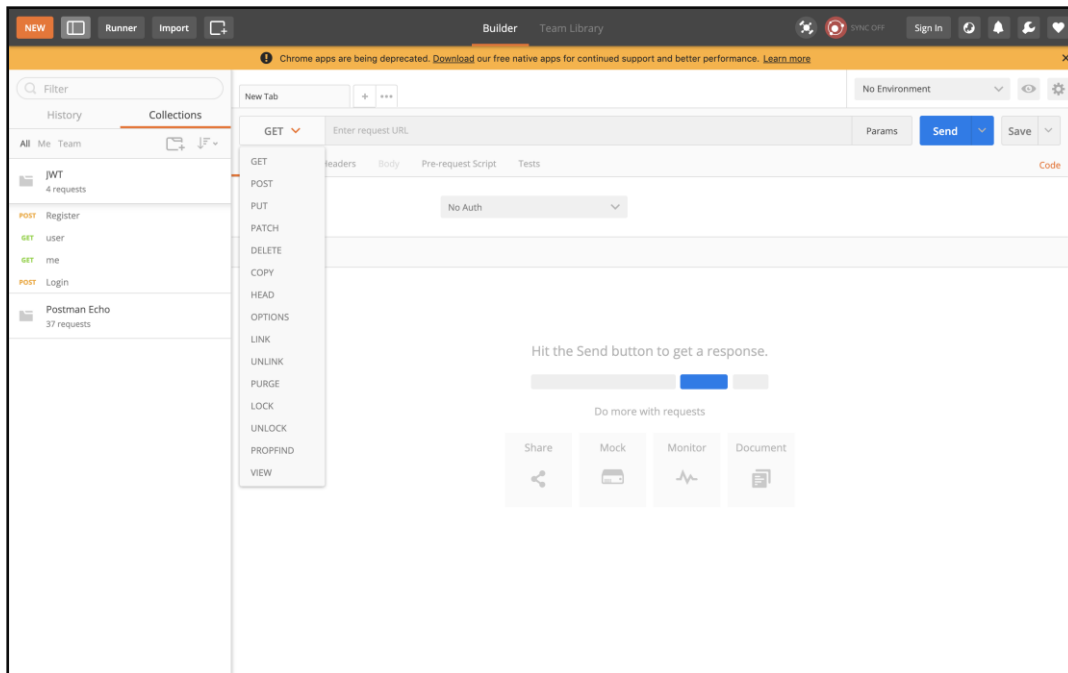 NEW Runner Import Builder Team Library SYNC OFF Sign In
Chrome apps are being deprecated. Download our free native apps for continued support and better performance. Learn more
Filter
History Collections
All Me Team
JWT
4 requests
POST Register
GET user
GET me
POST Login
Postman Echo
37 requests
New Tab + ••• No Environment
GET Enter request URL Params Send Save
eaders Body Pre-request Script Tests Code
No Auth
GET
POST
PUT
PATCH
DELETE
COPY
HEAD
OPTIONS
LINK
UNLINK
PURGE
LOCK
UNLOCK
PROPFIND
VIEW
Hit the Send button to get a response.
Do more with requests
Share Mock Monitor Document